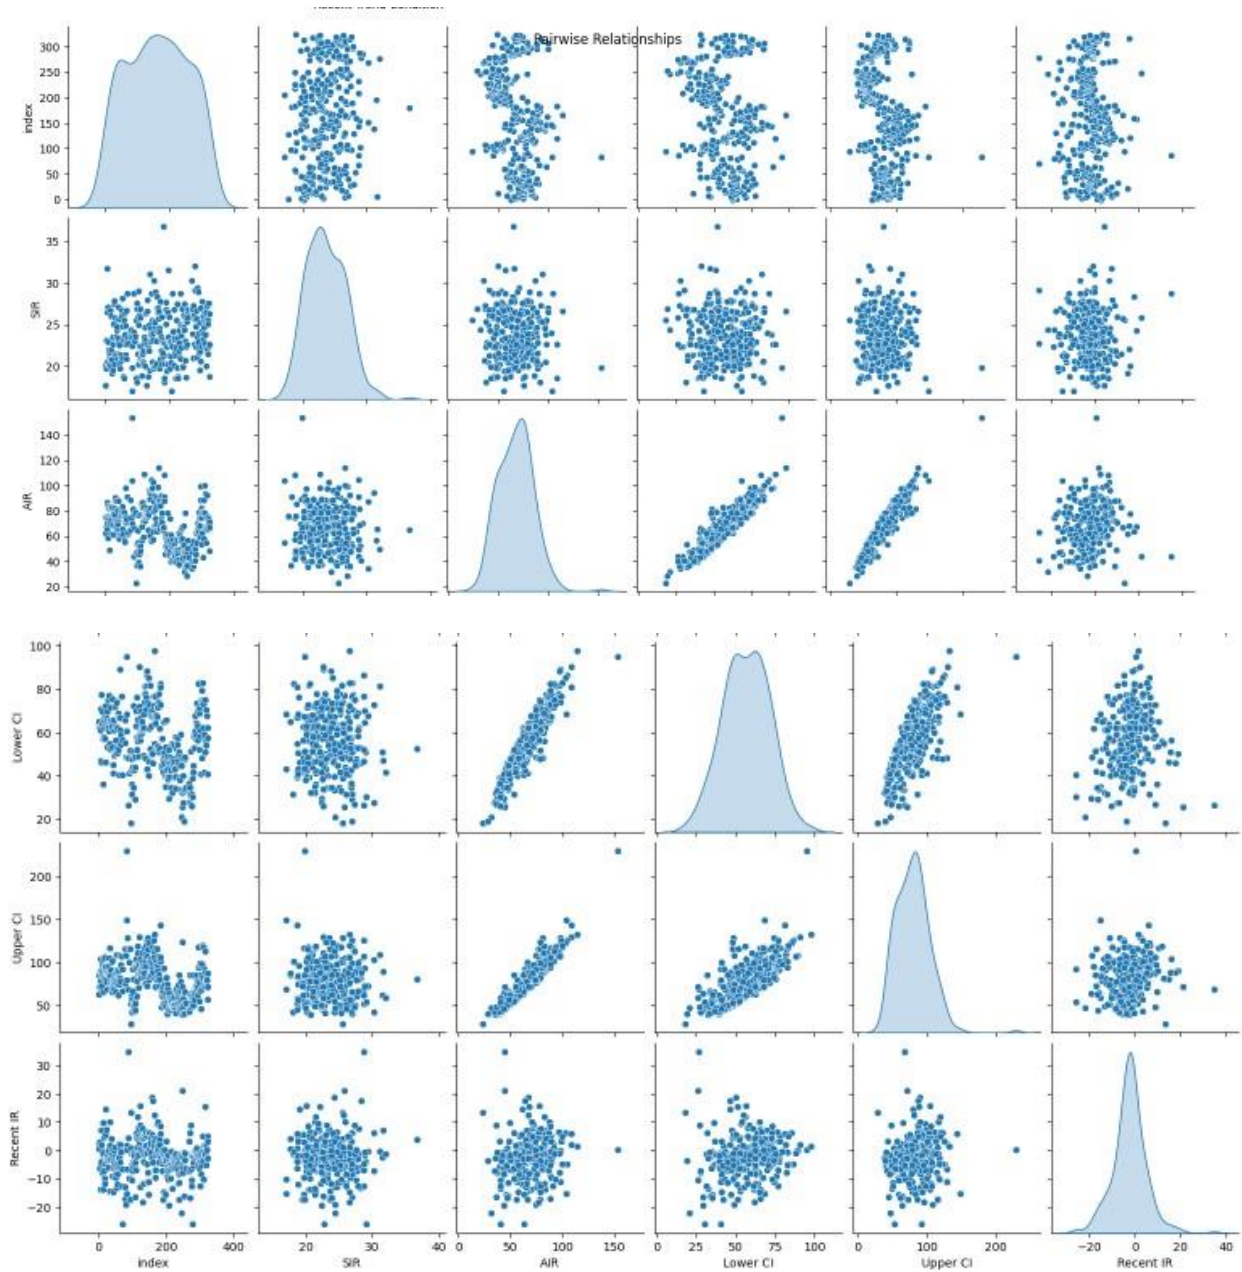 Pairwise Relationships
300
250
200
150
100
50
0
index
35
30
25
20
SIR
140
120
100
80
60
40
20
AIR
100
80
60
40
20
Lower CI
200
150
100
50
Upper CI
30
20
10
0
−10
−20
Recent IR
0 200 400
20 30 40
0 50 100 150
0 25 50 75 100
0 100 200
−20 0 20 40
index SIR AIR Lower CI Upper CI Recent IR